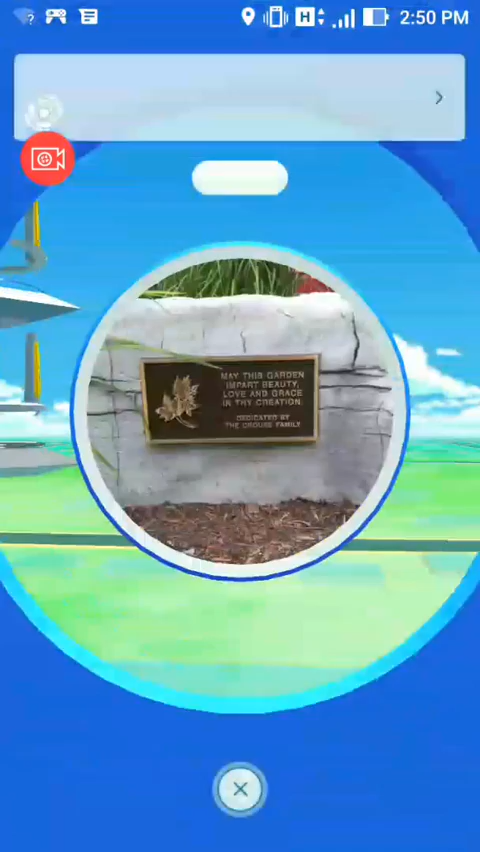 H 2:50 PM
MAY THIS GARDEN
IMPART BEAUTY,
LOVE AND GRACE
IN THY CREATION.
DEDICATED BY
THE CROUSE FAMILY